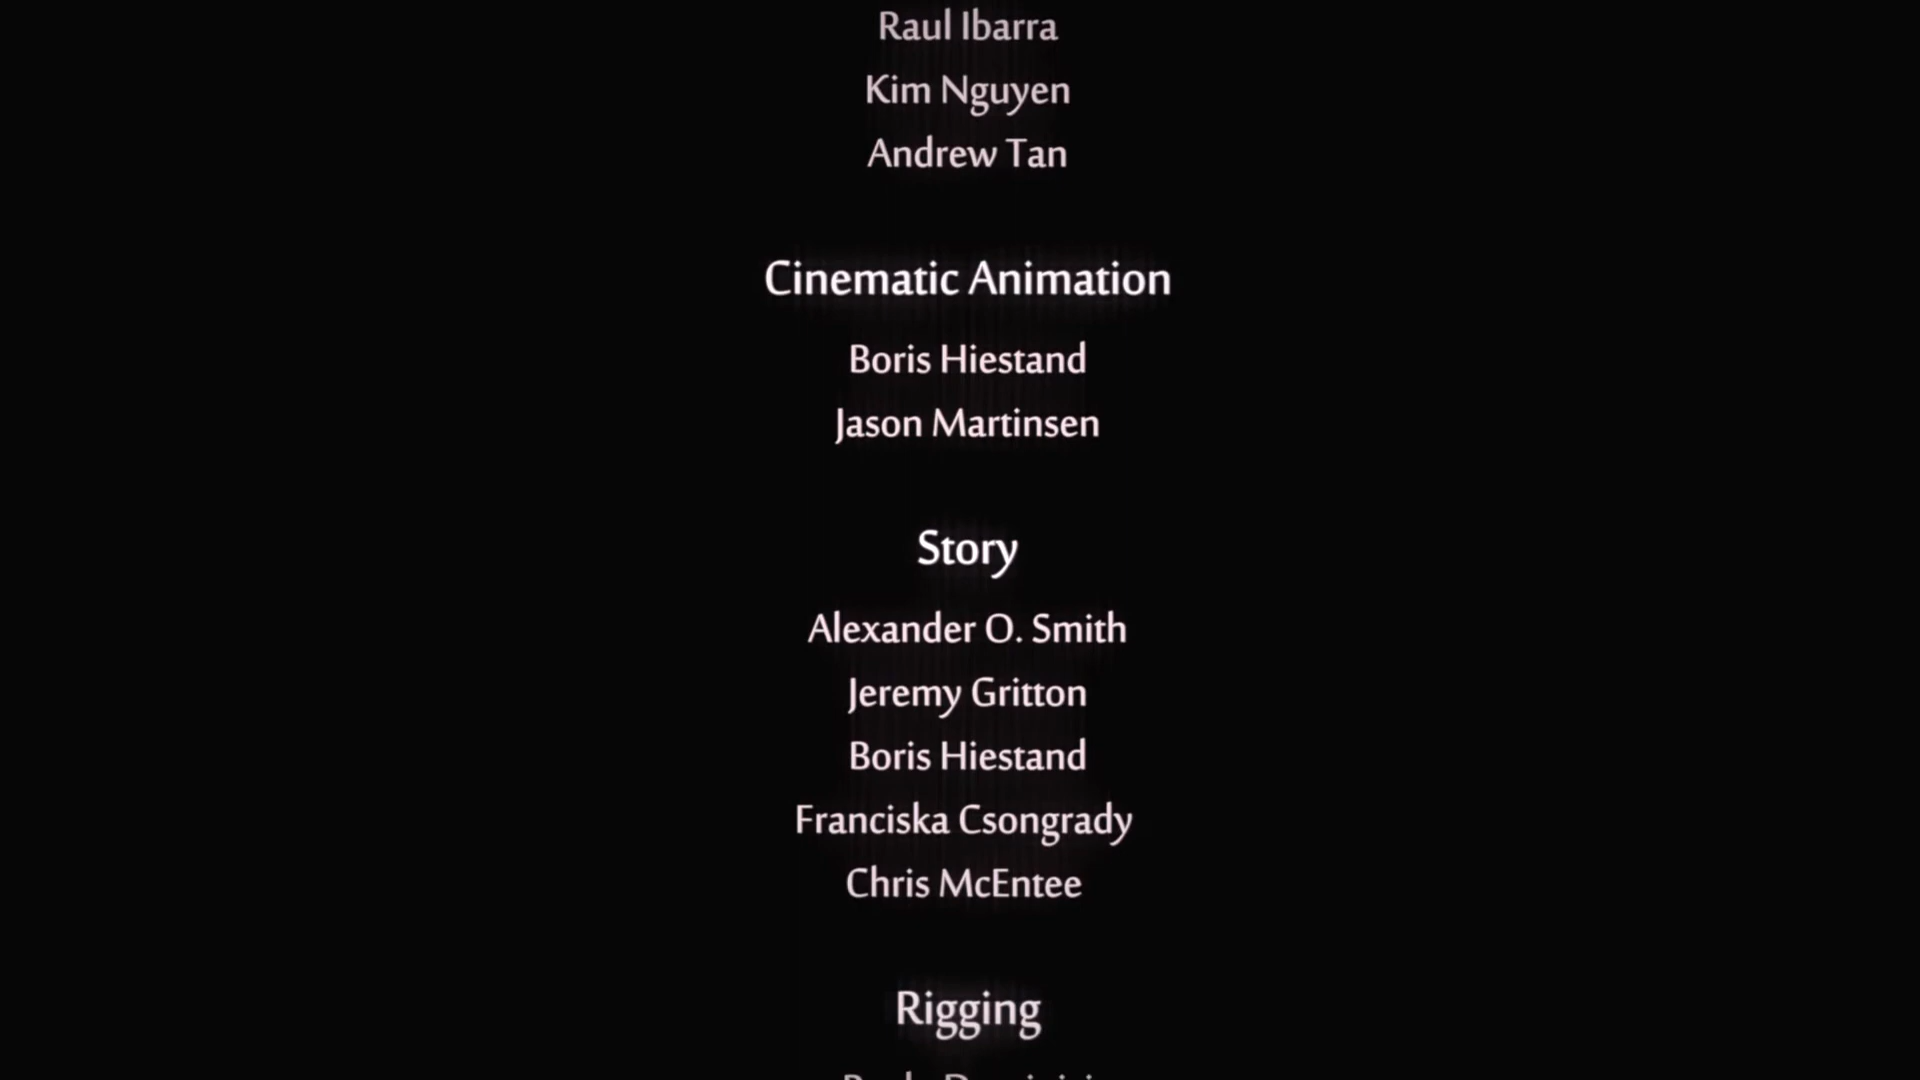 Raul Ibarra
Kim Nguyen
Andrew Tan
Cinematic Animation
Boris Hiestand
Jason Martinsen
Story
Alexander O. Smith
Jeremy Gritton
Boris Hiestand
Franciska Csongrady
Chris McEntee
Rigging